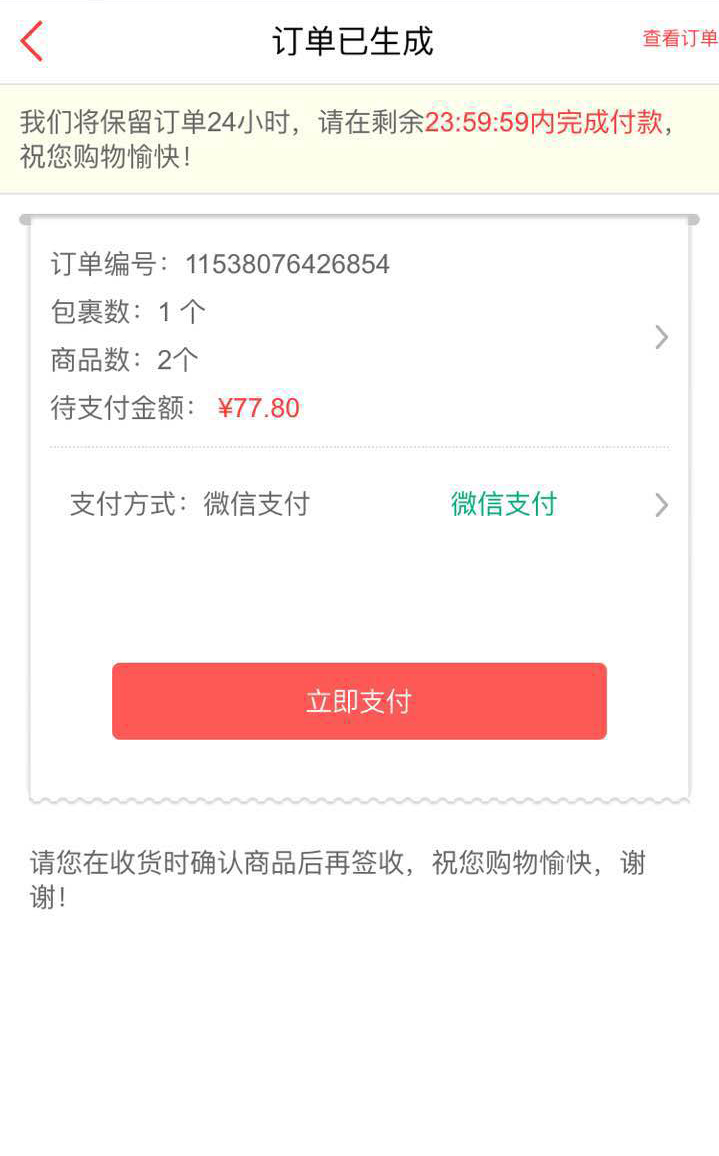 订单已生成
查看订单
我们将保留订单24小时，请在剩余23:59:59内完成付款，
祝您购物愉快！
订单编号：11538076426854
包裹数：1 个
商品数：2个
待支付金额： ¥77.80
支付方式：微信支付
微信支付
立即支付
请您在收货时确认商品后再签收，祝您购物愉快，谢
谢！